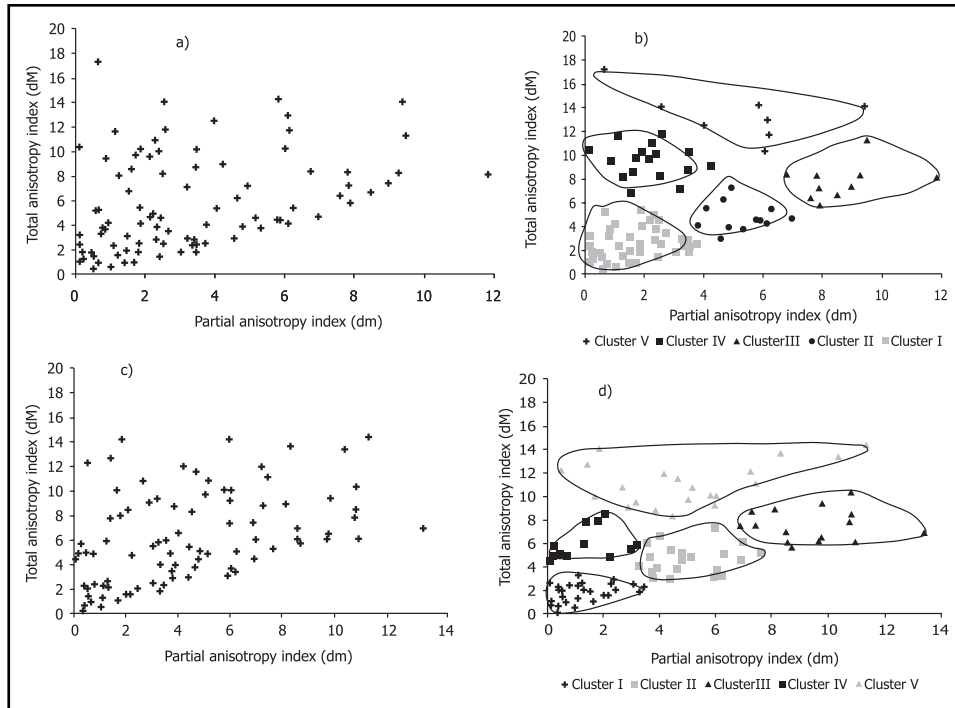 a)
Total anisotropy index (dM)
20
18
16
14
12
10
8
6
4
2
0
0 2 4 6 8 10 12
Partial anisotropy index (dm)
b)
Total anisotropy index (dM)
20
18
16
14
12
10
8
6
4
2
0
0 2 4 6 8 10 12
Partial anisotropy index (dm)
Cluster V Cluster IV ClusterIII Cluster II Cluster I
c)
Total anisotropy index (dM)
20
18
16
14
12
10
8
6
4
2
0
0 2 4 6 8 10 12 14
Partial anisotropy index (dm)
d)
Total anisotropy index (dM)
20
18
16
14
12
10
8
6
4
2
0
0 2 4 6 8 10 12 14
Partial anisotropy index (dm)
Cluster I Cluster II ClusterIII Cluster IV Cluster V